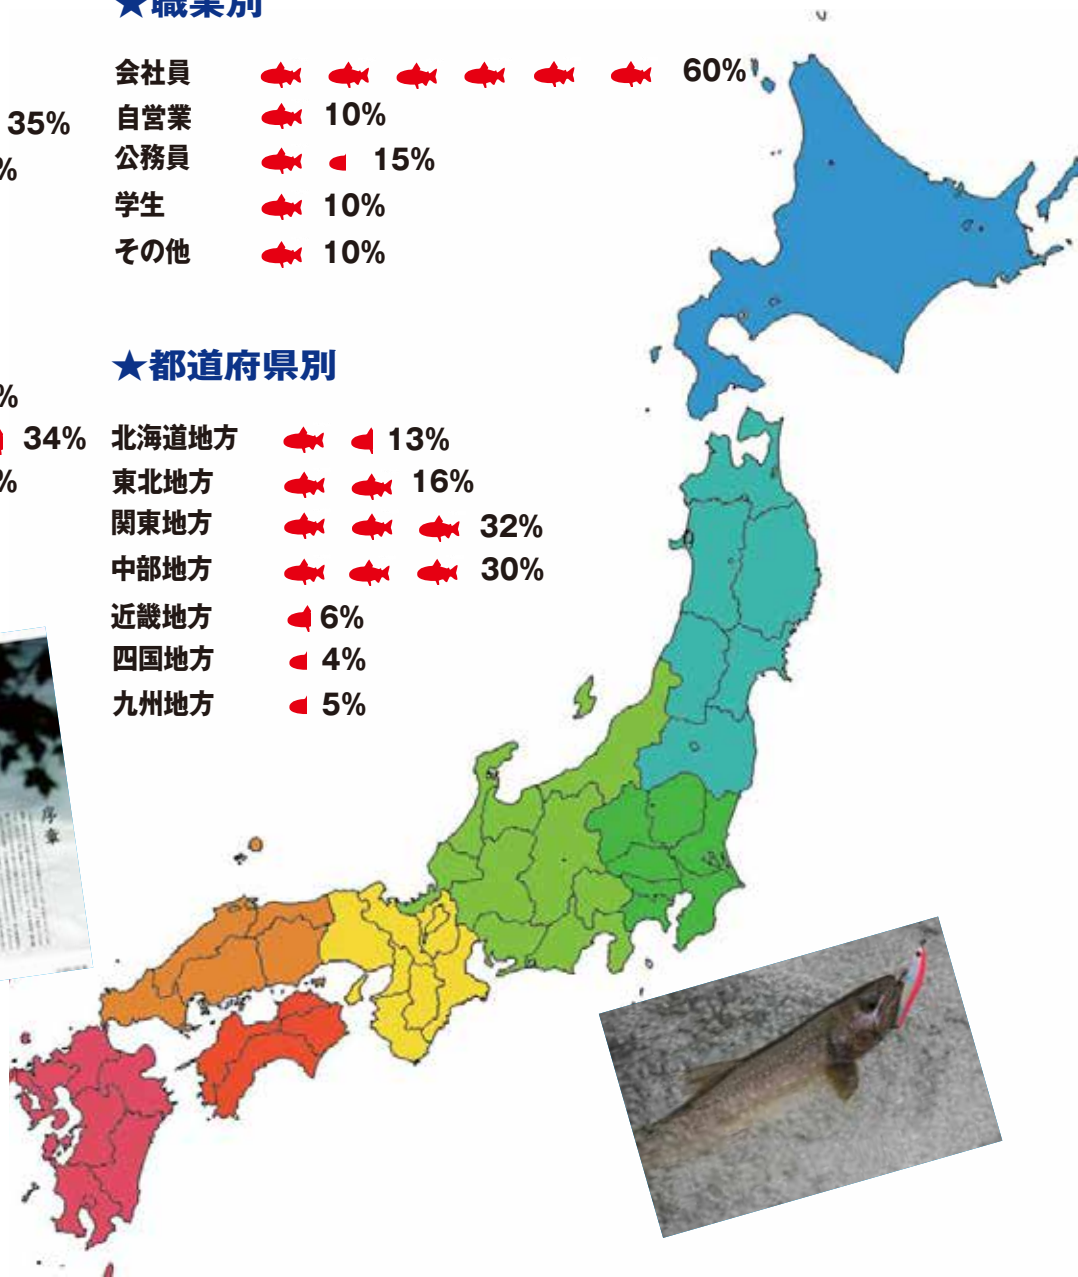 ★職業別
会社員 60%
35%
自営業 10%
公務員 15%
%
学生 10%
その他 10%
★都道府県別
%
34%
北海道地方 13%
東北地方 16%
%
関東地方 32%
中部地方 30%
近畿地方 6%
四国地方 4%
九州地方 5%
序章